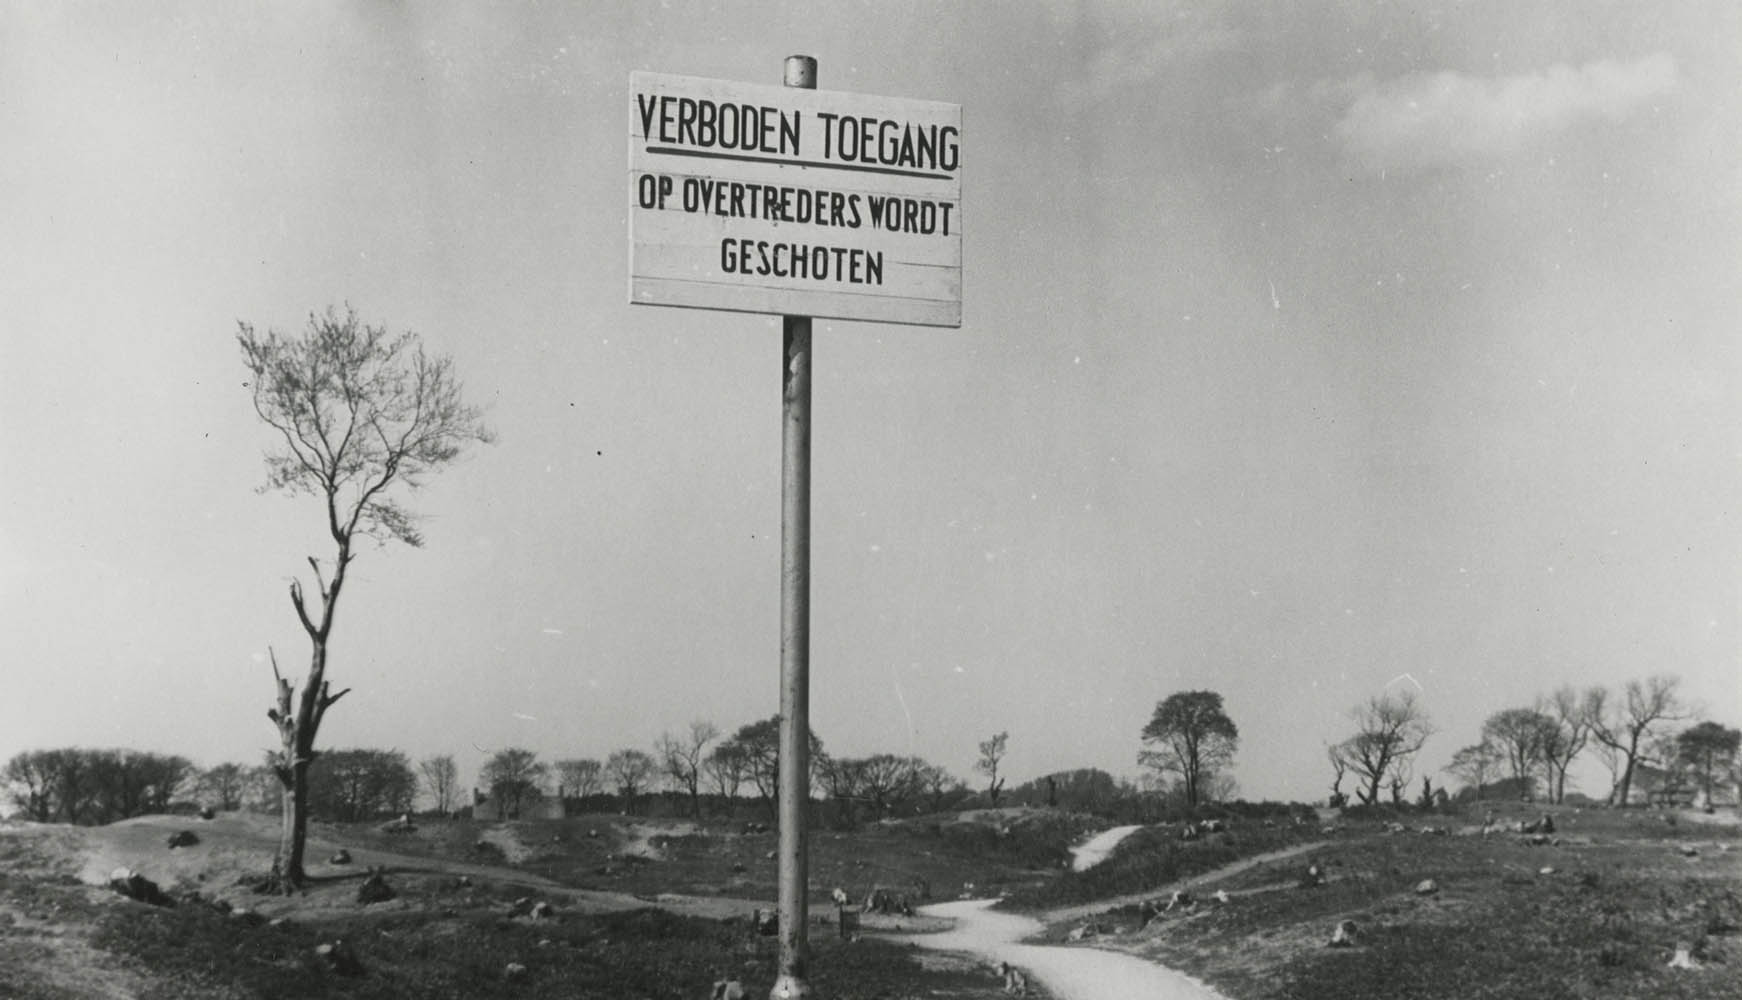 VERBODEN TOEGANG
OP OVERTREDERS WORDT
GESCHOTEN